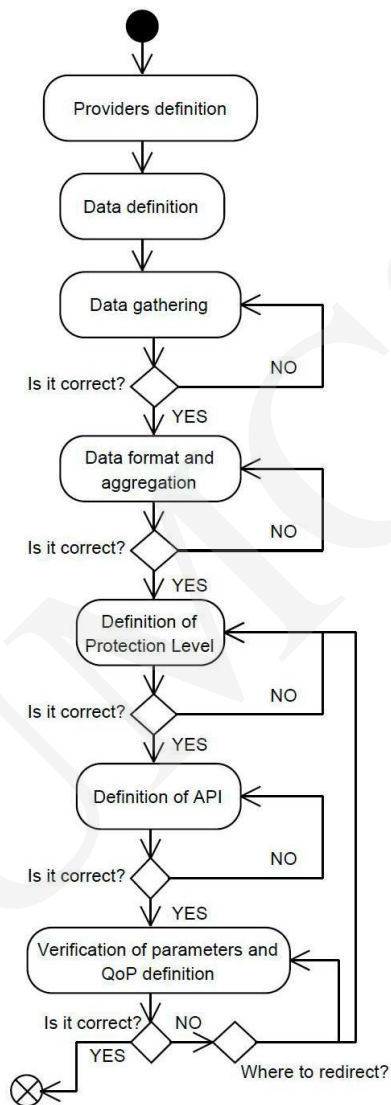 Providers definition
Data definition
Data gathering
NO
Is it correct?
YES
Data format and
aggregation
NO
Is it correct?
YES
Definition of
Protection Level
NO
Is it correct?
YES
Definition of API
NO
Is it correct?
YES
Verification of parameters and
QoP definition
Is it correct?
NO
YES
Where to redirect?
UMCS